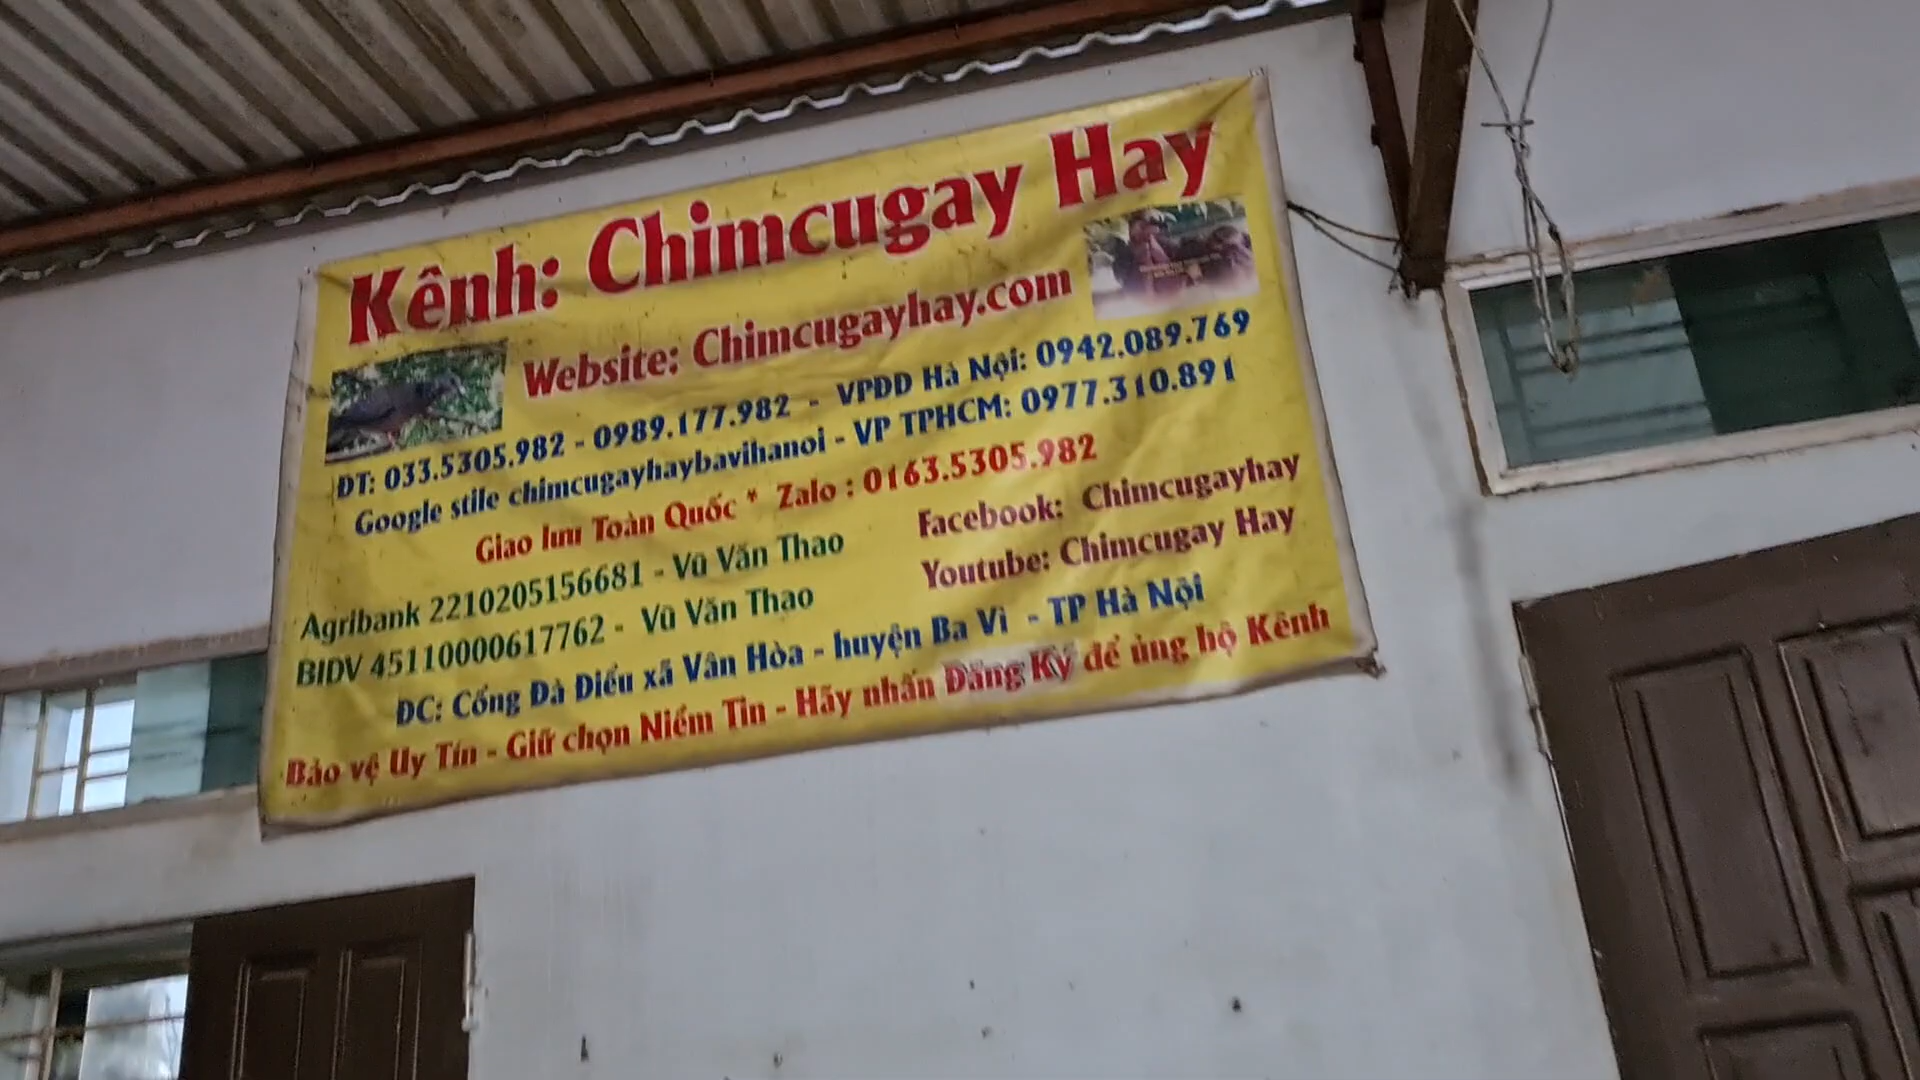 Kênh: Chimcugay Hay
Website: Chimcugayhay.com
ĐT: 033.5305.982 - 0989.177.982 - VPĐD Hà Nội: 0942.089.769
Google stile chimcugayhaybavihanoi - VP TPHCM: 0977.310.891
Giao lưu Toàn Quốc * Zalo : 0163.5305.982
Agribank 2210205156681 - Vũ Văn Thao
Facebook: Chimcugayhay
BIDV 45110000617762 - Vũ Văn Thao
Youtube: Chimcugay Hay
ĐC: Cổng Đà Điểu xã Vân Hòa - huyện Ba Vì - TP Hà Nội
Bảo vệ Uy Tín - Giữ chọn Niềm Tin - Hãy nhấn Đăng Ký để ủng hộ Kênh